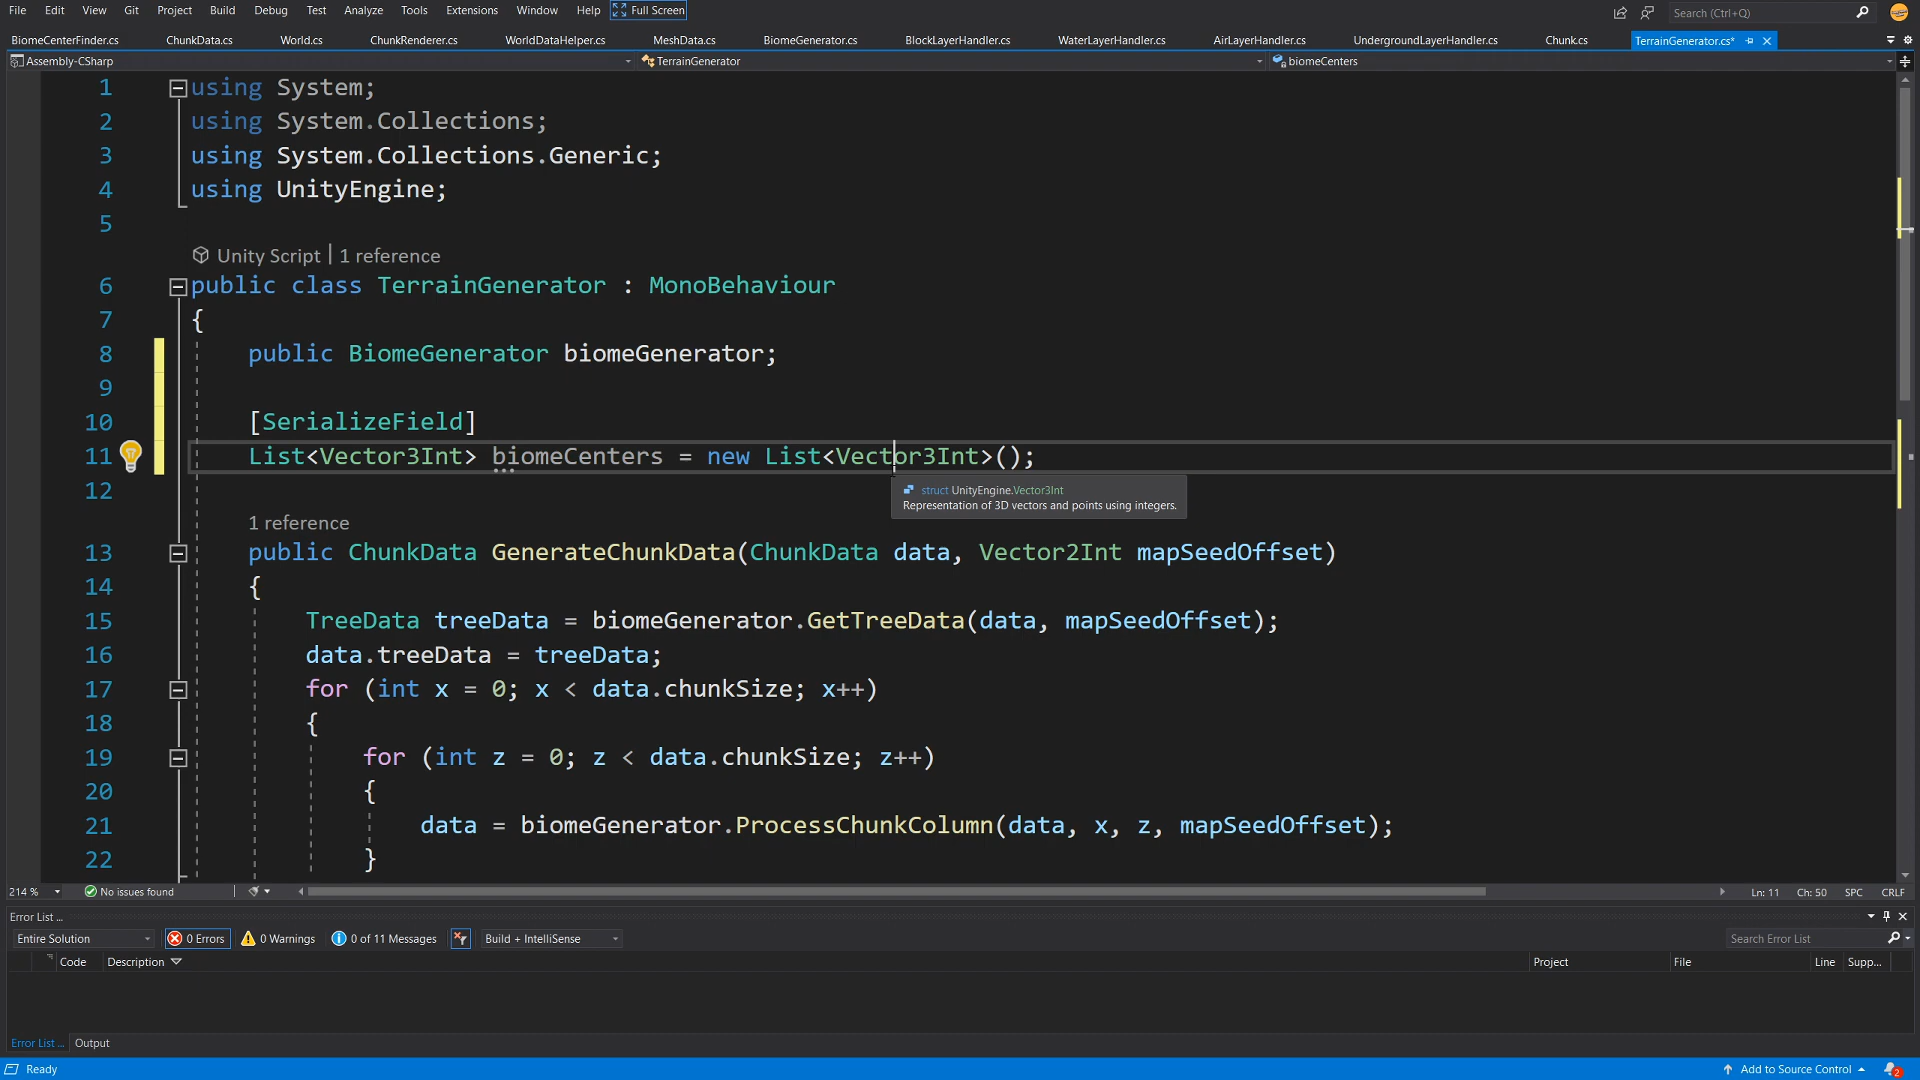 File Edit View Git Project Build Debug Test Analyze Tools Extensions Window Help Full Screen Search (Ctrl+Q)
BiomeCenterFinder.cs ChunkData.cs World.cs ChunkRenderer.cs WorldDataHelper.cs MeshData.cs BiomeGenerator.cs BlockLayerHandler.cs WaterLayerHandler.cs AirLayerHandler.cs UndergroundLayerHandler.cs Chunk.cs TerrainGenerator.cs*
Assembly-CSharp TerrainGenerator biomeCenters
1 using System;
2 using System.Collections;
3 using System.Collections.Generic;
4 using UnityEngine;
5
Unity Script | 1 reference
6 public class TerrainGenerator : MonoBehaviour
7 {
8 public BiomeGenerator biomeGenerator;
9
10 [SerializeField]
11 List<Vector3Int> biomeCenters = new List<Vector3Int>();
12
struct UnityEngine.Vector3Int
Representation of 3D vectors and points using integers.
1 reference
13 public ChunkData GenerateChunkData(ChunkData data, Vector2Int mapSeedOffset)
14 {
15 TreeData treeData = biomeGenerator.GetTreeData(data, mapSeedOffset);
16 data.treeData = treeData;
17 for (int x = 0; x < data.chunkSize; x++)
18 {
19 for (int z = 0; z < data.chunkSize; z++)
20 {
21 data = biomeGenerator.ProcessChunkColumn(data, x, z, mapSeedOffset);
22 }
214 % No issues found Ln: 11 Ch: 50 SPC CRLF
Error List ...
Entire Solution 0 Errors 0 Warnings 0 of 11 Messages Build + IntelliSense Search Error List
Code Description Project File Line Supp...
Error List ... Output
Ready Add to Source Control 2